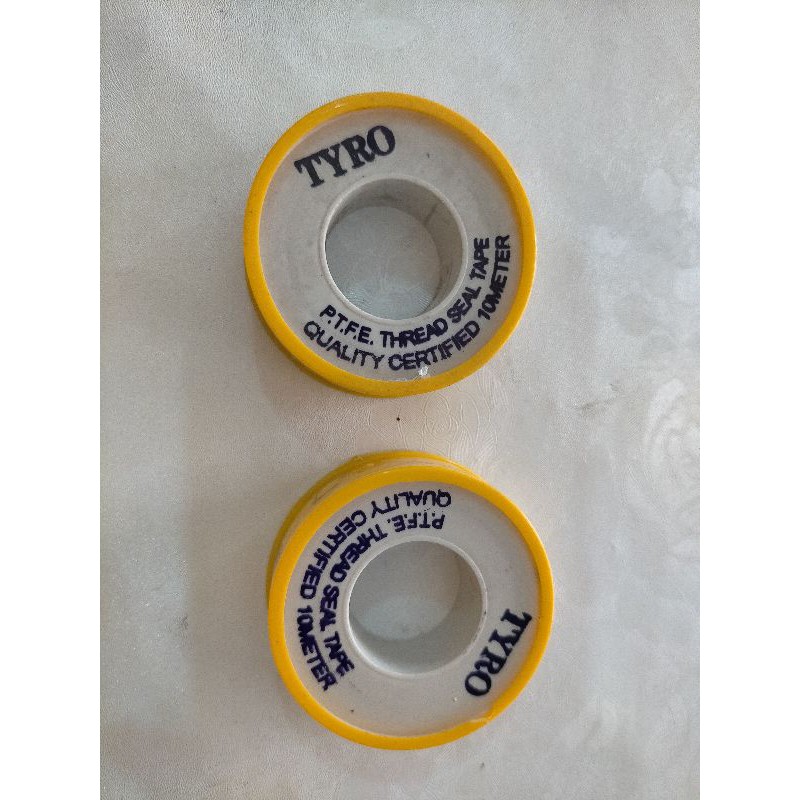 TYRO
P.T.F.E. THREAD SEAL TAPE
QUALITY CERTIFIED 10METER
P.T.F.E. THREAD SEAL TAPE
QUALITY CERTIFIED 10METER
TYRO